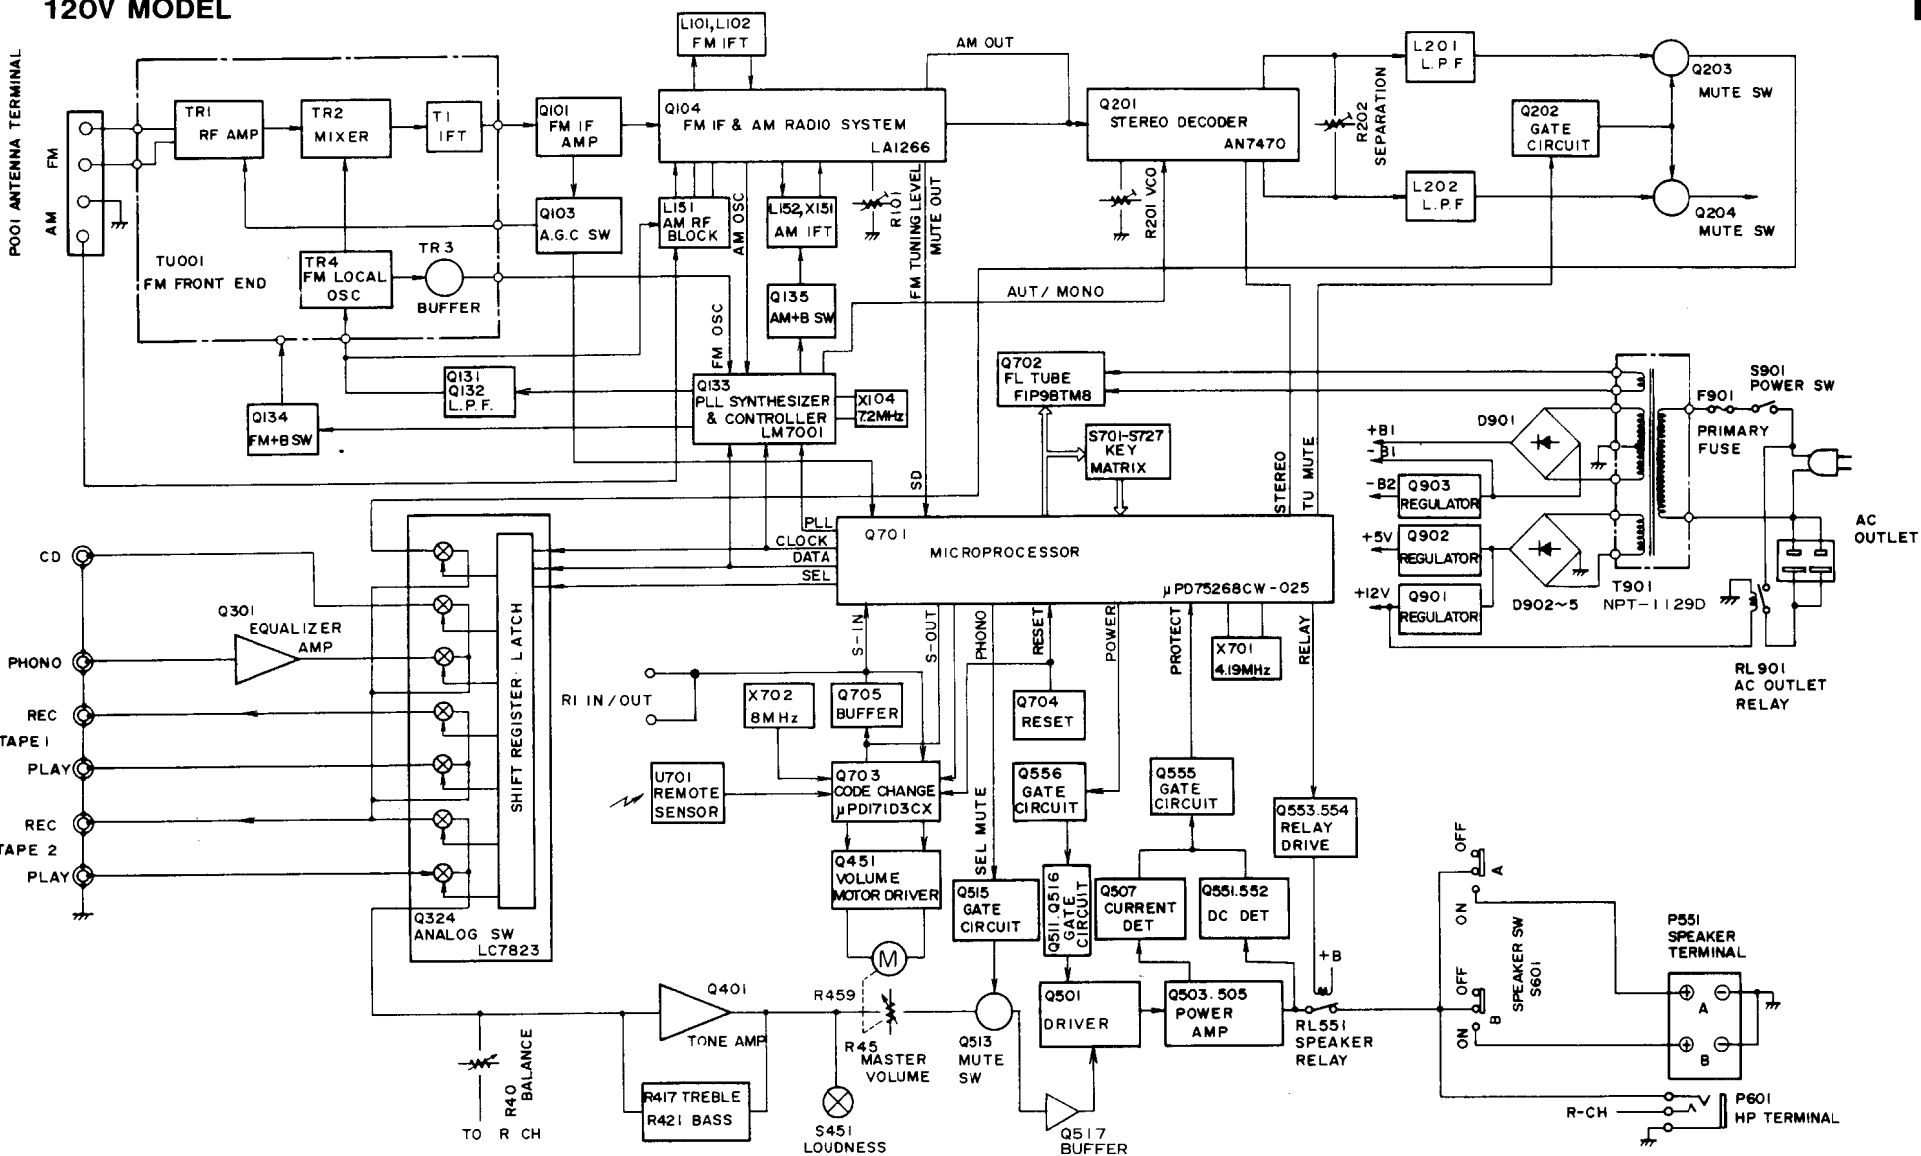 120V MODEL
P001 ANTENNA TERMINAL
FM
AM
TR1
RF AMP
TR2
MIXER
T1
IFT
TU001
FM FRONT END
TR4
FM LOCAL
OSC
TR3
BUFFER
Q101
FM IF
AMP
Q103
A.G.C SW
L101,L102
FM IFT
Q104
FM IF & AM RADIO SYSTEM
LA1266
AM OUT
L151
AM RF
BLOCK
AM OSC
L152,X151
AM IFT
R101
FM TUNING LEVEL
MUTE OUT
Q135
AM+B SW
FM OSC
Q131
Q132
L.P.F.
Q134
FM+B SW
Q133
PLL SYNTHESIZER
& CONTROLLER
LM7001
X104
7.2MHz
AUT/MONO
Q201
STEREO DECODER
AN7470
R201 VCO
R202
SEPARATION
L201
L.P.F
L202
L.P.F
Q202
GATE
CIRCUIT
Q203
MUTE SW
Q204
MUTE SW
Q702
FL TUBE
FIP9BTM8
S701-S727
KEY
MATRIX
SD
STEREO
TU MUTE
S901
POWER SW
F901
PRIMARY
FUSE
D901
+B1
-B1
-B2
Q903
REGULATOR
+5V
Q902
REGULATOR
+12V
Q901
REGULATOR
D902~5
T901
NPT-1129D
AC
OUTLET
RL901
AC OUTLET
RELAY
Q701
MICROPROCESSOR
μPD75268CW-025
PLL
CLOCK
DATA
SEL
S-IN
S-OUT
PHONO
RESET
POWER
PROTECT
X701
4.19MHz
RELAY
CD
PHONO
REC
TAPE 1
PLAY
REC
TAPE 2
PLAY
Q301
EQUALIZER
AMP
SHIFT REGISTER·LATCH
Q324
ANALOG SW
LC7823
RI IN/OUT
X702
8MHz
Q705
BUFFER
Q704
RESET
U701
REMOTE
SENSOR
Q703
CODE CHANGE
μPD171D3CX
Q451
VOLUME
MOTOR DRIVER
M
SEL MUTE
Q515
GATE
CIRCUIT
Q556
GATE
CIRCUIT
Q511.Q516
GATE
CIRCUIT
Q555
GATE
CIRCUIT
Q507
CURRENT
DET
Q551.552
DC DET
Q553.554
RELAY
DRIVE
+B
RL551
SPEAKER
RELAY
Q501
DRIVER
Q503.505
POWER
AMP
Q517
BUFFER
Q513
MUTE
SW
R459
R45
MASTER
VOLUME
S451
LOUDNESS
Q401
TONE AMP
R417 TREBLE
R421 BASS
R40
BALANCE
TO R CH
OFF
A
ON
SPEAKER SW
S601
OFF
B
ON
P551
SPEAKER
TERMINAL
A
B
R-CH
P601
HP TERMINAL